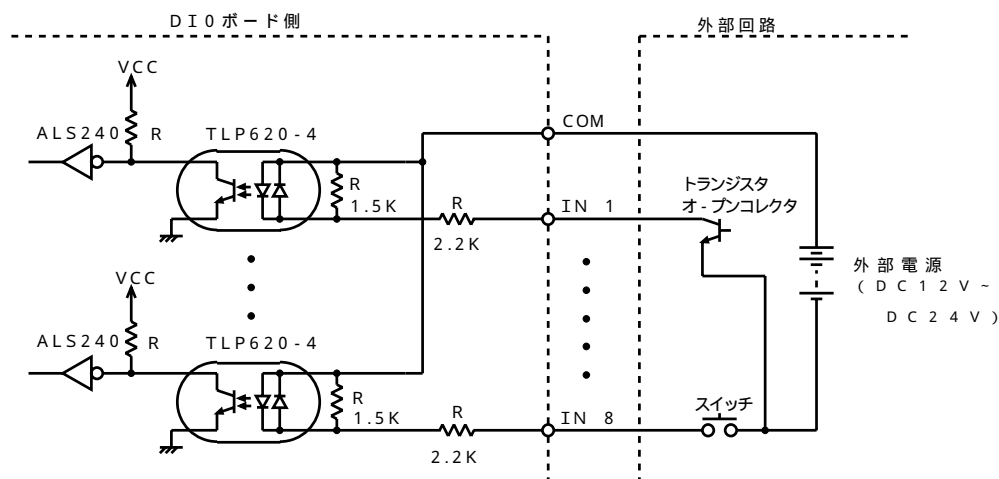 DIOボード側
外部回路
VCC
ALS240
R
TLP620-4
COM
R
1.5K
R
2.2K
IN 1
トランジスタ
オ-プンコレクタ
外部電源
(DC12V~
DC24V)
VCC
ALS240
R
TLP620-4
R
1.5K
R
2.2K
IN 8
スイッチ